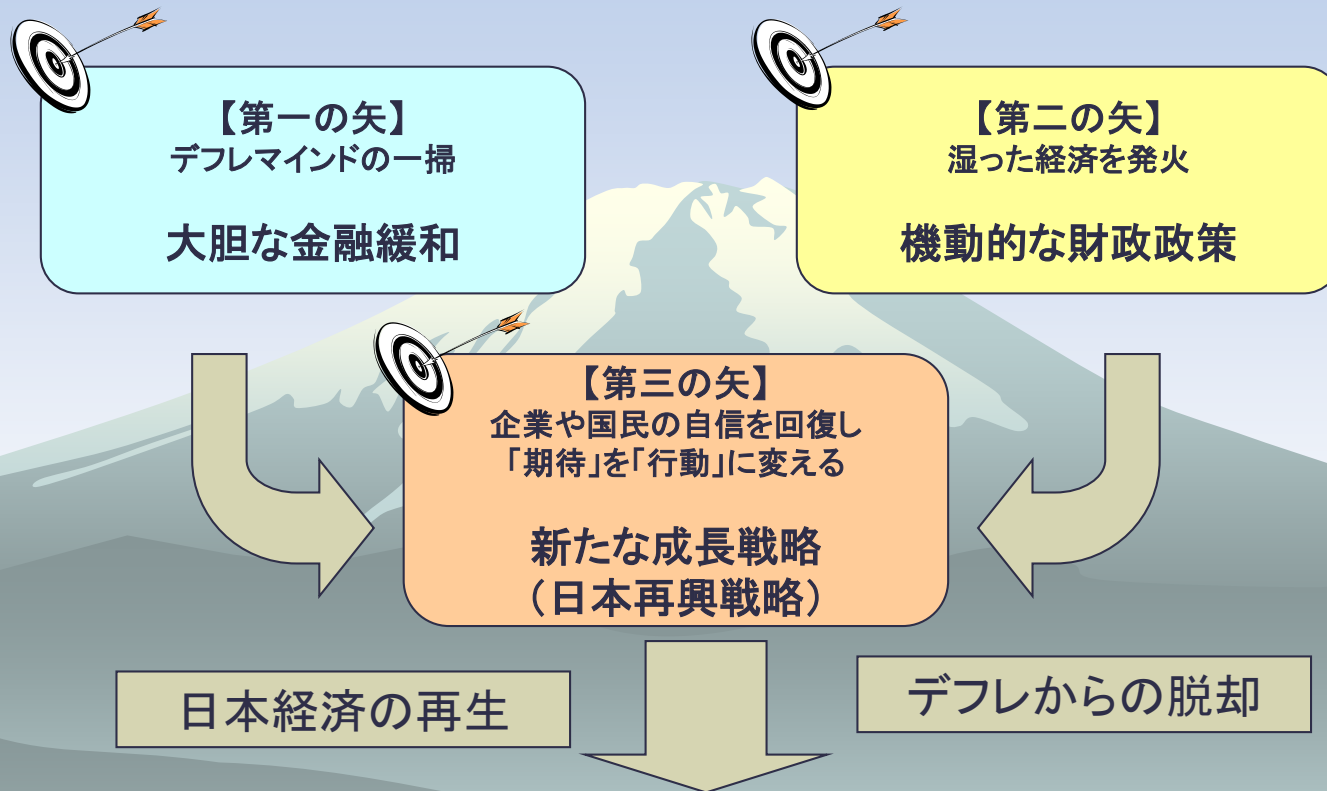 【第一の矢】
デフレマインドの一掃
大胆な金融緩和
【第二の矢】
湿った経済を発火
機動的な財政政策
【第三の矢】
企業や国民の自信を回復し
「期待」を「行動」に変える
新たな成長戦略
（日本再興戦略）
日本経済の再生
デフレからの脱却